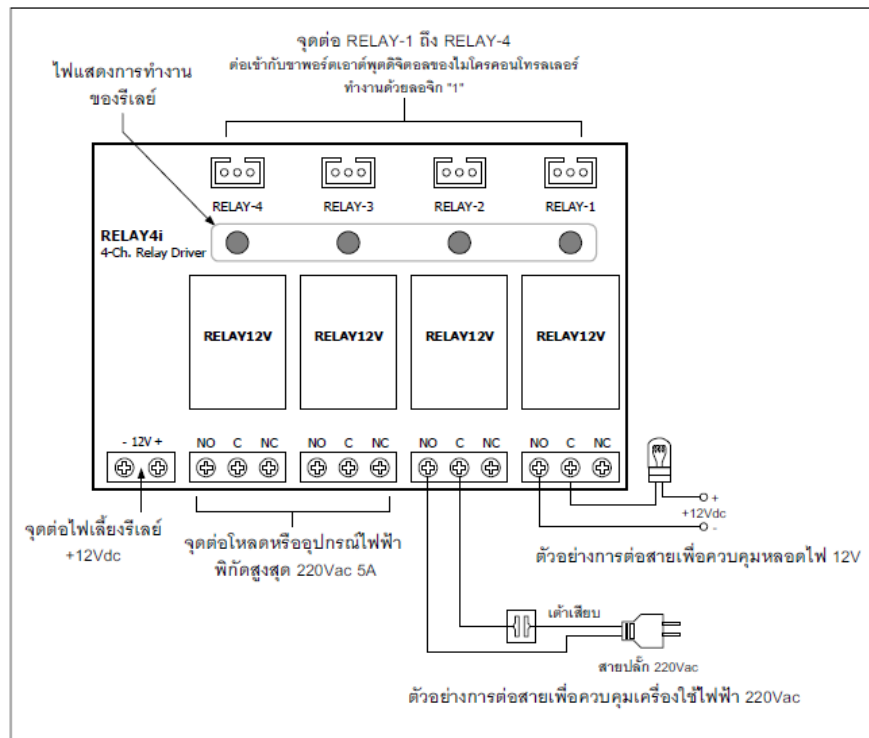 จุดต่อ RELAY-1 ถึง RELAY-4
ต่อเข้ากับขาพอร์ตเอาต์พุตดิจิตอลของไมโครคอนโทรลเลอร์
ทำงานด้วยลอจิก "1"
ไฟแสดงการทำงาน
ของรีเลย์
RELAY-4 RELAY-3 RELAY-2 RELAY-1
RELAY4i
4-Ch. Relay Driver
RELAY12V RELAY12V RELAY12V RELAY12V
- 12V + NO C NC NO C NC NO C NC NO C NC
+
+12Vdc
-
จุดต่อไฟเลี้ยงรีเลย์
+12Vdc
จุดต่อโหลดหรืออุปกรณ์ไฟฟ้า
พิกัดสูงสุด 220Vac 5A
ตัวอย่างการต่อสายเพื่อควบคุมหลอดไฟ 12V
เต้าเสียบ
สายปลั๊ก 220Vac
ตัวอย่างการต่อสายเพื่อควบคุมเครื่องใช้ไฟฟ้า 220Vac